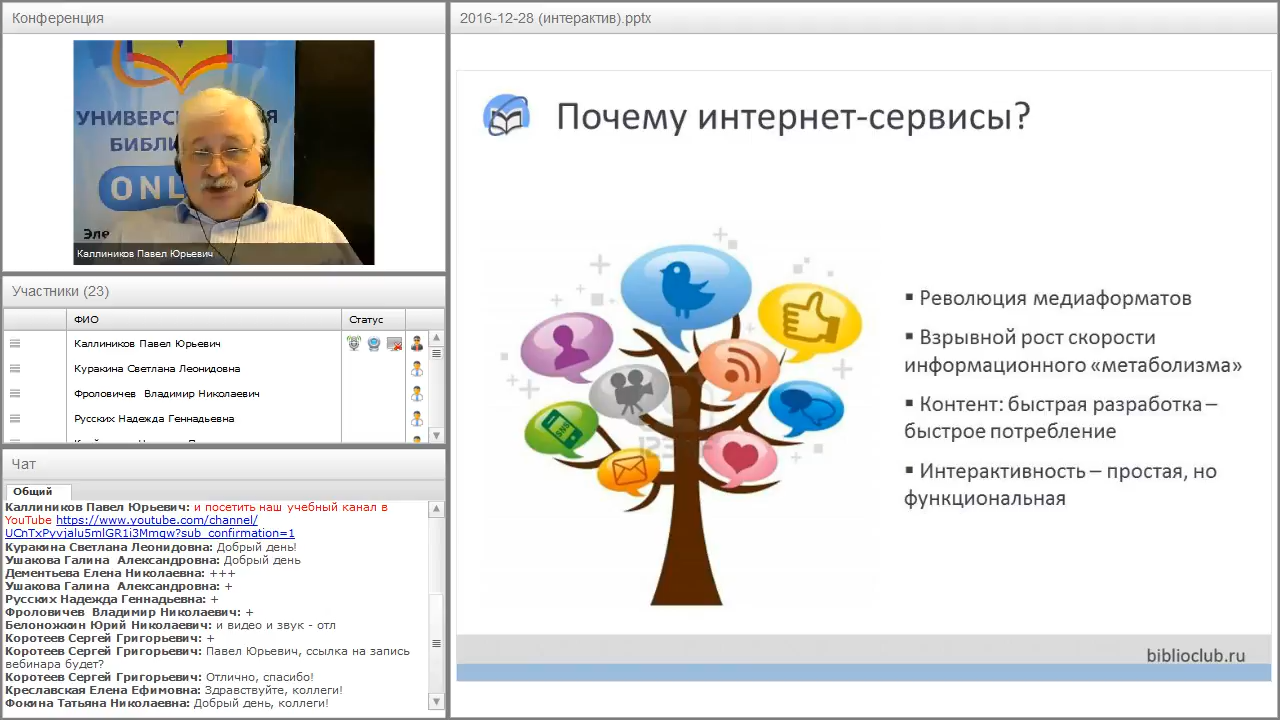 Конференция
УНИВЕРС
Я
БИБЛИ
ONL
Эле
Каллиников Павел Юрьевич
Участники (23)
ФИО
Статус
Каллиников Павел Юрьевич
Куракина Светлана Леонидовна
Фроловичев Владимир Николаевич
Русских Надежда Геннадьевна
Чат
Общий
Каллиников Павел Юрьевич: и посетить наш учебный канал в
YouTube https://www.youtube.com/channel/
UCnTxPyvjalu5mlGR1i3Mmqw?sub_confirmation=1
Куракина Светлана Леонидовна: Добрый день!
Ушакова Галина Александровна: Добрый день
Дементьева Елена Николаевна: +++
Ушакова Галина Александровна: +
Русских Надежда Геннадьевна: +
Фроловичев Владимир Николаевич: +
Белоножкин Юрий Николаевич: и видео и звук - отл
Коротеев Сергей Григорьевич: +
Коротеев Сергей Григорьевич: Павел Юрьевич, ссылка на запись
вебинара будет?
Коротеев Сергей Григорьевич: Отлично, спасибо!
Креславская Елена Ефимовна: Здравствуйте, коллеги!
Фокина Татьяна Николаевна: Добрый день, коллеги!
2016-12-28 (интерактив).pptx
Почему интернет-сервисы?
SMS
▪ Революция медиаформатов
▪ Взрывной рост скорости
информационного «метаболизма»
▪ Контент: быстрая разработка –
быстрое потребление
▪ Интерактивность – простая, но
функциональная
biblioclub.ru